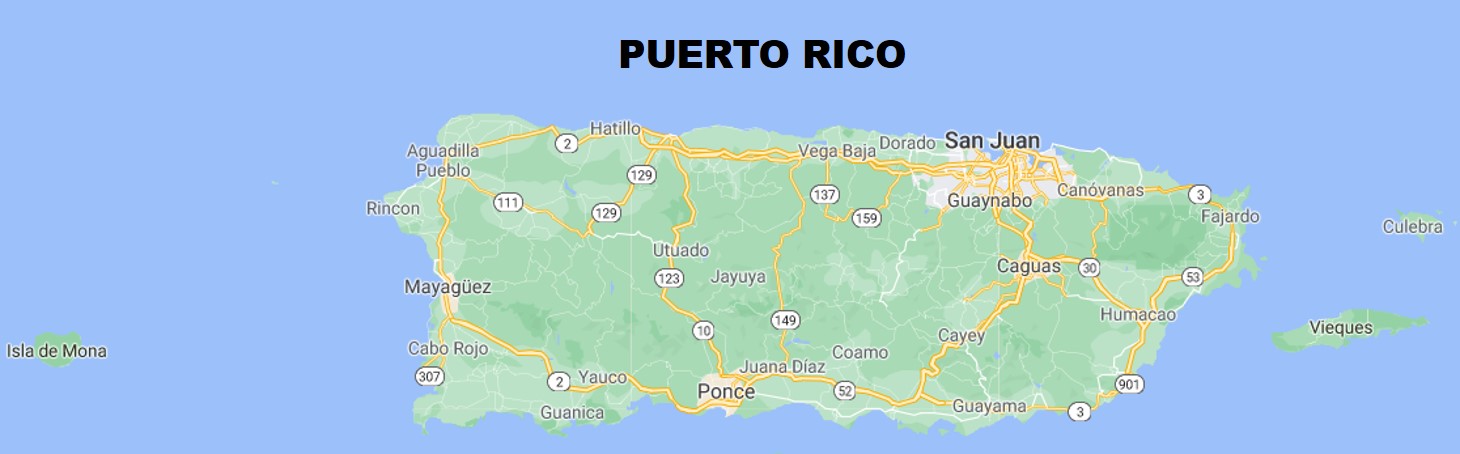 PUERTO RICO
Hatillo
2
Aguadilla
Pueblo
Vega Baja
Dorado
San Juan
129
111
129
137
159
Guaynabo
Canóvanas
3
Fajardo
Rincon
Culebra
Utuado
123
Jayuya
Caguas
30
53
Mayagüez
10
149
Humacao
Vieques
Isla de Mona
Cabo Rojo
307
2
Yauco
Guanica
Ponce
Juana Díaz
Coamo
Cayey
52
Guayama
3
901